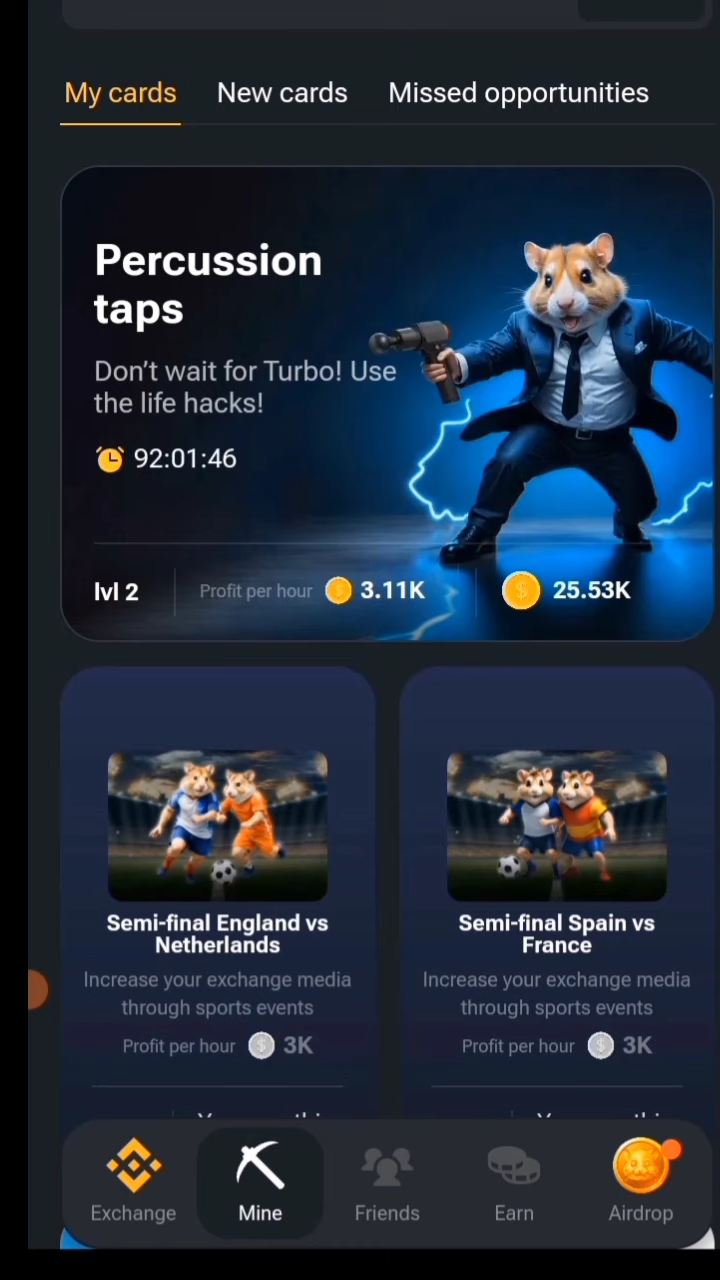 My cards New cards Missed opportunities
Percussion
taps
Don’t wait for Turbo! Use
the life hacks!
92:01:46
lvl 2 Profit per hour 3.11K 25.53K
Semi-final England vs
Netherlands
Increase your exchange media
through sports events
Profit per hour 3K
Semi-final Spain vs
France
Increase your exchange media
through sports events
Profit per hour 3K
Exchange Mine Friends Earn Airdrop